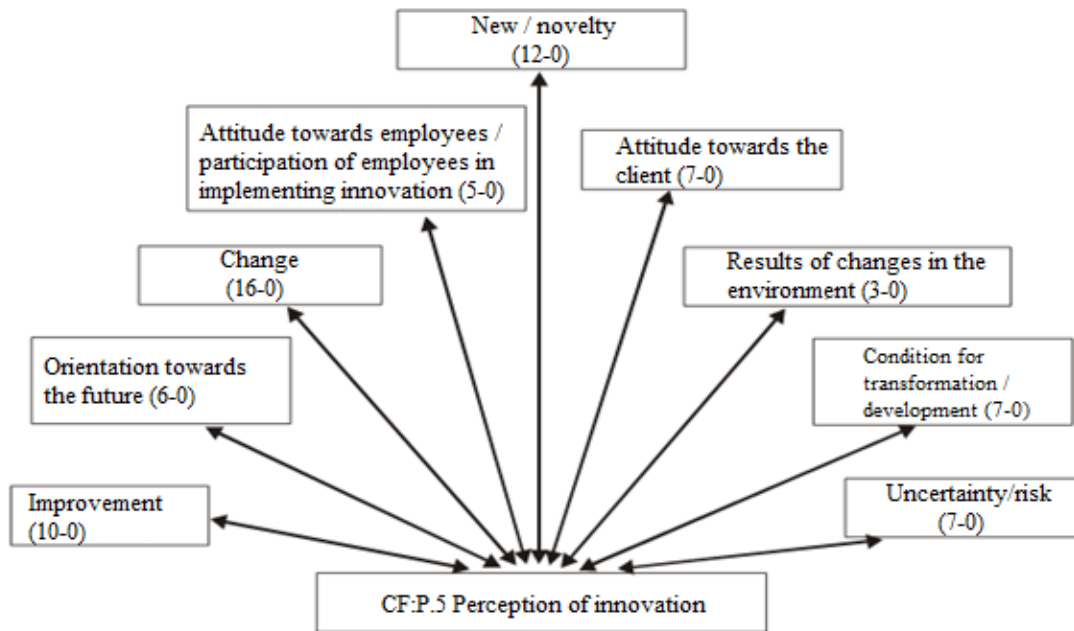 New / novelty
(12-0)
Attitude towards employees /
participation of employees in
implementing innovation (5-0)
Attitude towards the
client (7-0)
Change
(16-0)
Results of changes in the
environment (3-0)
Orientation towards
the future (6-0)
Condition for
transformation /
development (7-0)
Improvement
(10-0)
Uncertainty/risk
(7-0)
CF:P.5 Perception of innovation